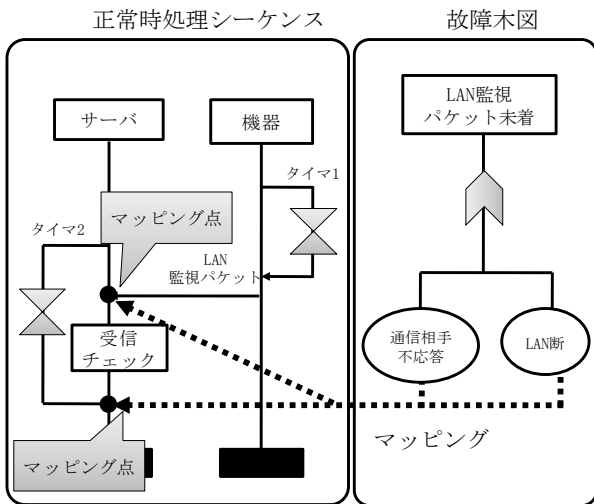 正常時処理シーケンス
故障木図
サーバ
機器
LAN監視
パケット未着
タイマ1
マッピング点
タイマ2
LAN
監視パケット
受信
チェック
通信相手
不応答
LAN断
マッピング
マッピング点